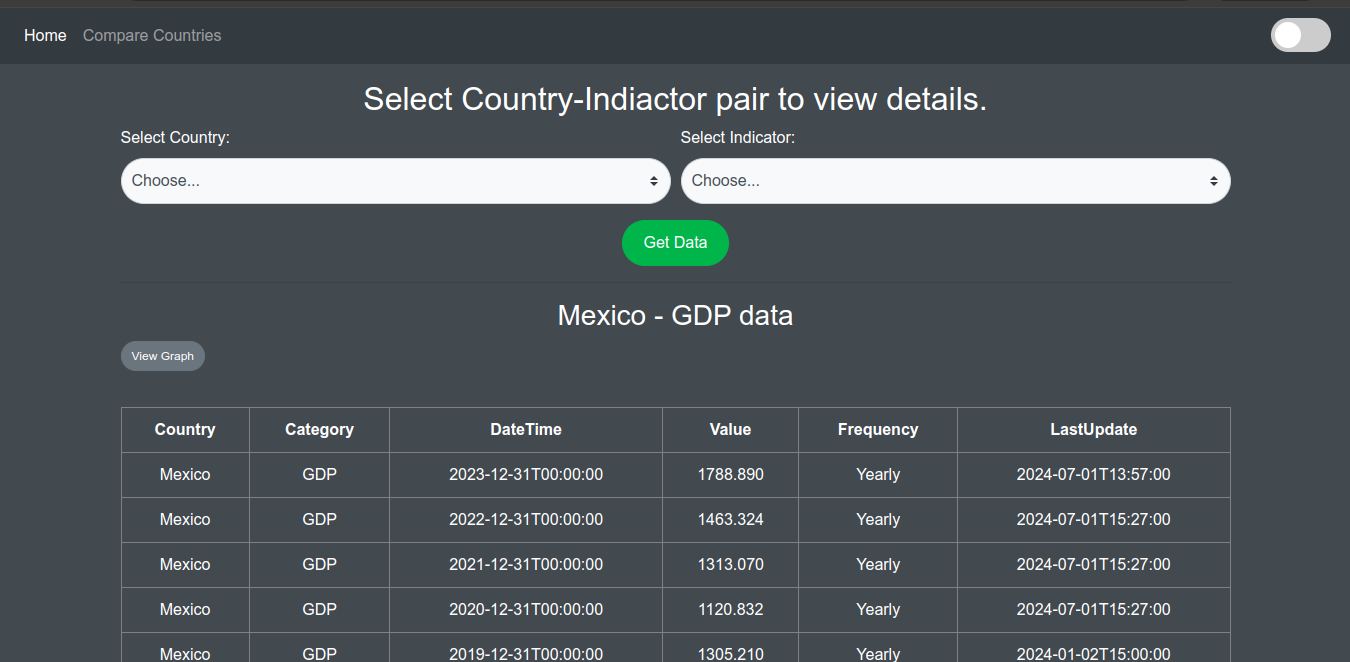 Home Compare Countries
Select Country-Indiactor pair to view details.
Select Country: Select Indicator:
Choose... Choose...
Get Data
Mexico - GDP data
View Graph
Country Category DateTime Value Frequency LastUpdate
Mexico GDP 2023-12-31T00:00:00 1788.890 Yearly 2024-07-01T13:57:00
Mexico GDP 2022-12-31T00:00:00 1463.324 Yearly 2024-07-01T15:27:00
Mexico GDP 2021-12-31T00:00:00 1313.070 Yearly 2024-07-01T15:27:00
Mexico GDP 2020-12-31T00:00:00 1120.832 Yearly 2024-07-01T15:27:00
Mexico GDP 2019-12-31T00:00:00 1305.210 Yearly 2024-01-02T15:00:00